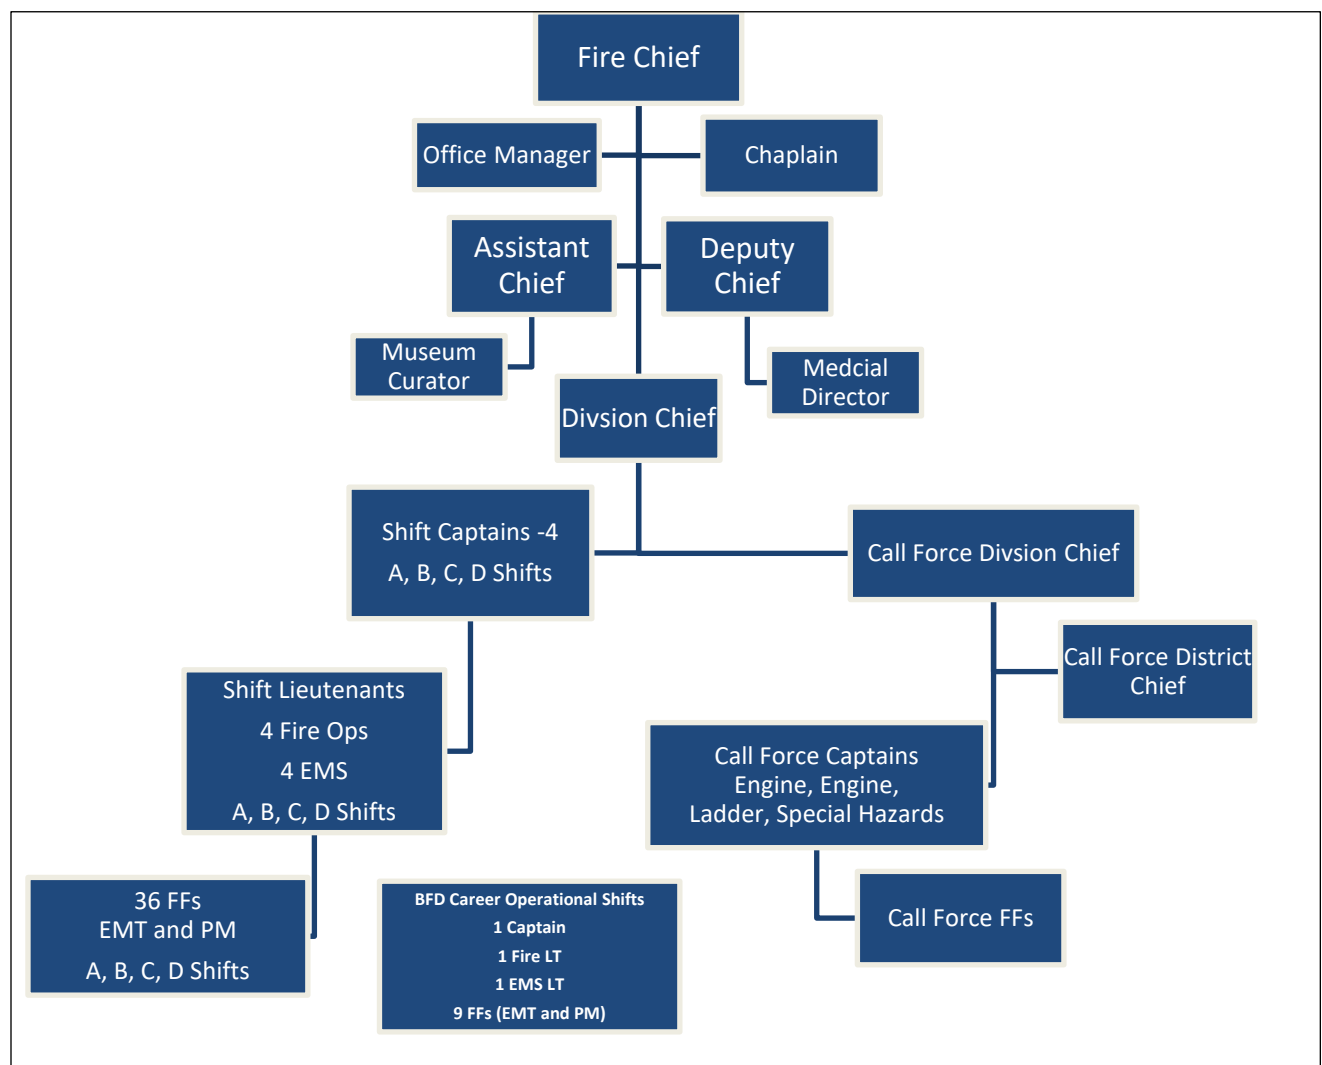 Fire Chief
Office Manager
Chaplain
Assistant
Chief
Deputy
Chief
Museum
Curator
Medcial
Director
Divsion Chief
Shift Captains -4
A, B, C, D Shifts
Call Force Divsion Chief
Call Force District
Chief
Shift Lieutenants
4 Fire Ops
4 EMS
A, B, C, D Shifts
Call Force Captains
Engine, Engine,
Ladder, Special Hazards
36 FFs
EMT and PM
A, B, C, D Shifts
BFD Career Operational Shifts
1 Captain
1 Fire LT
1 EMS LT
9 FFs (EMT and PM)
Call Force FFs